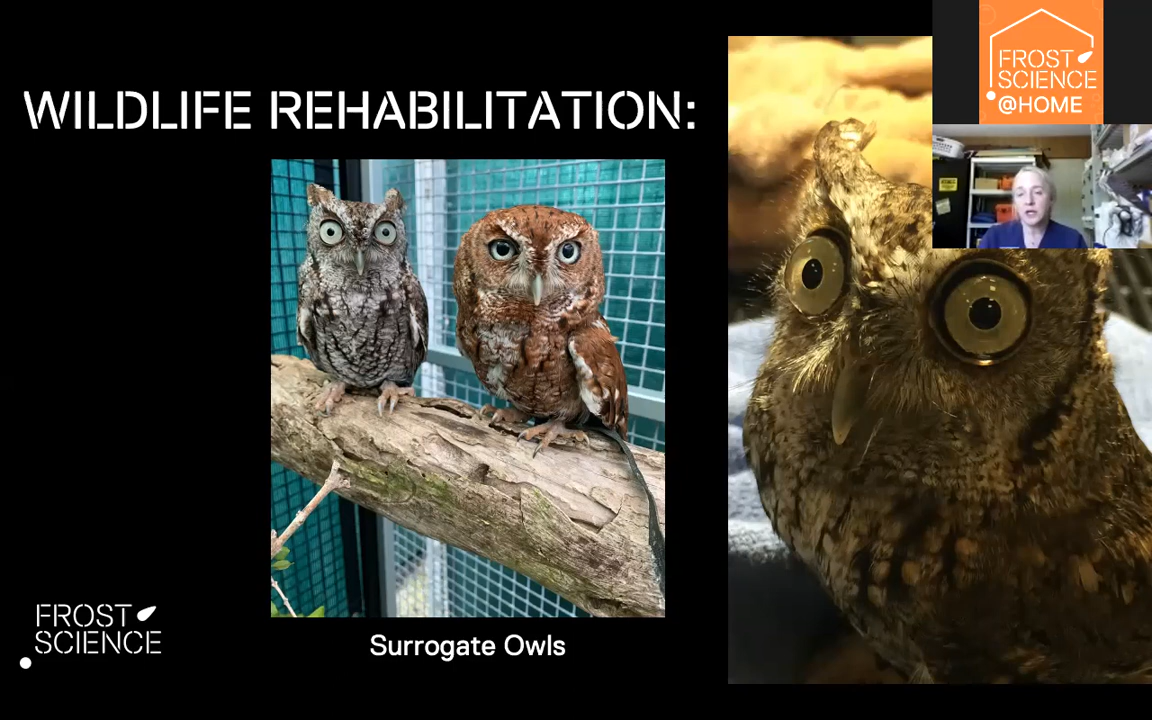 WILDLIFE REHABILITATION:
FROST
SCIENCE
@HOME
Surrogate Owls
FROST
SCIENCE